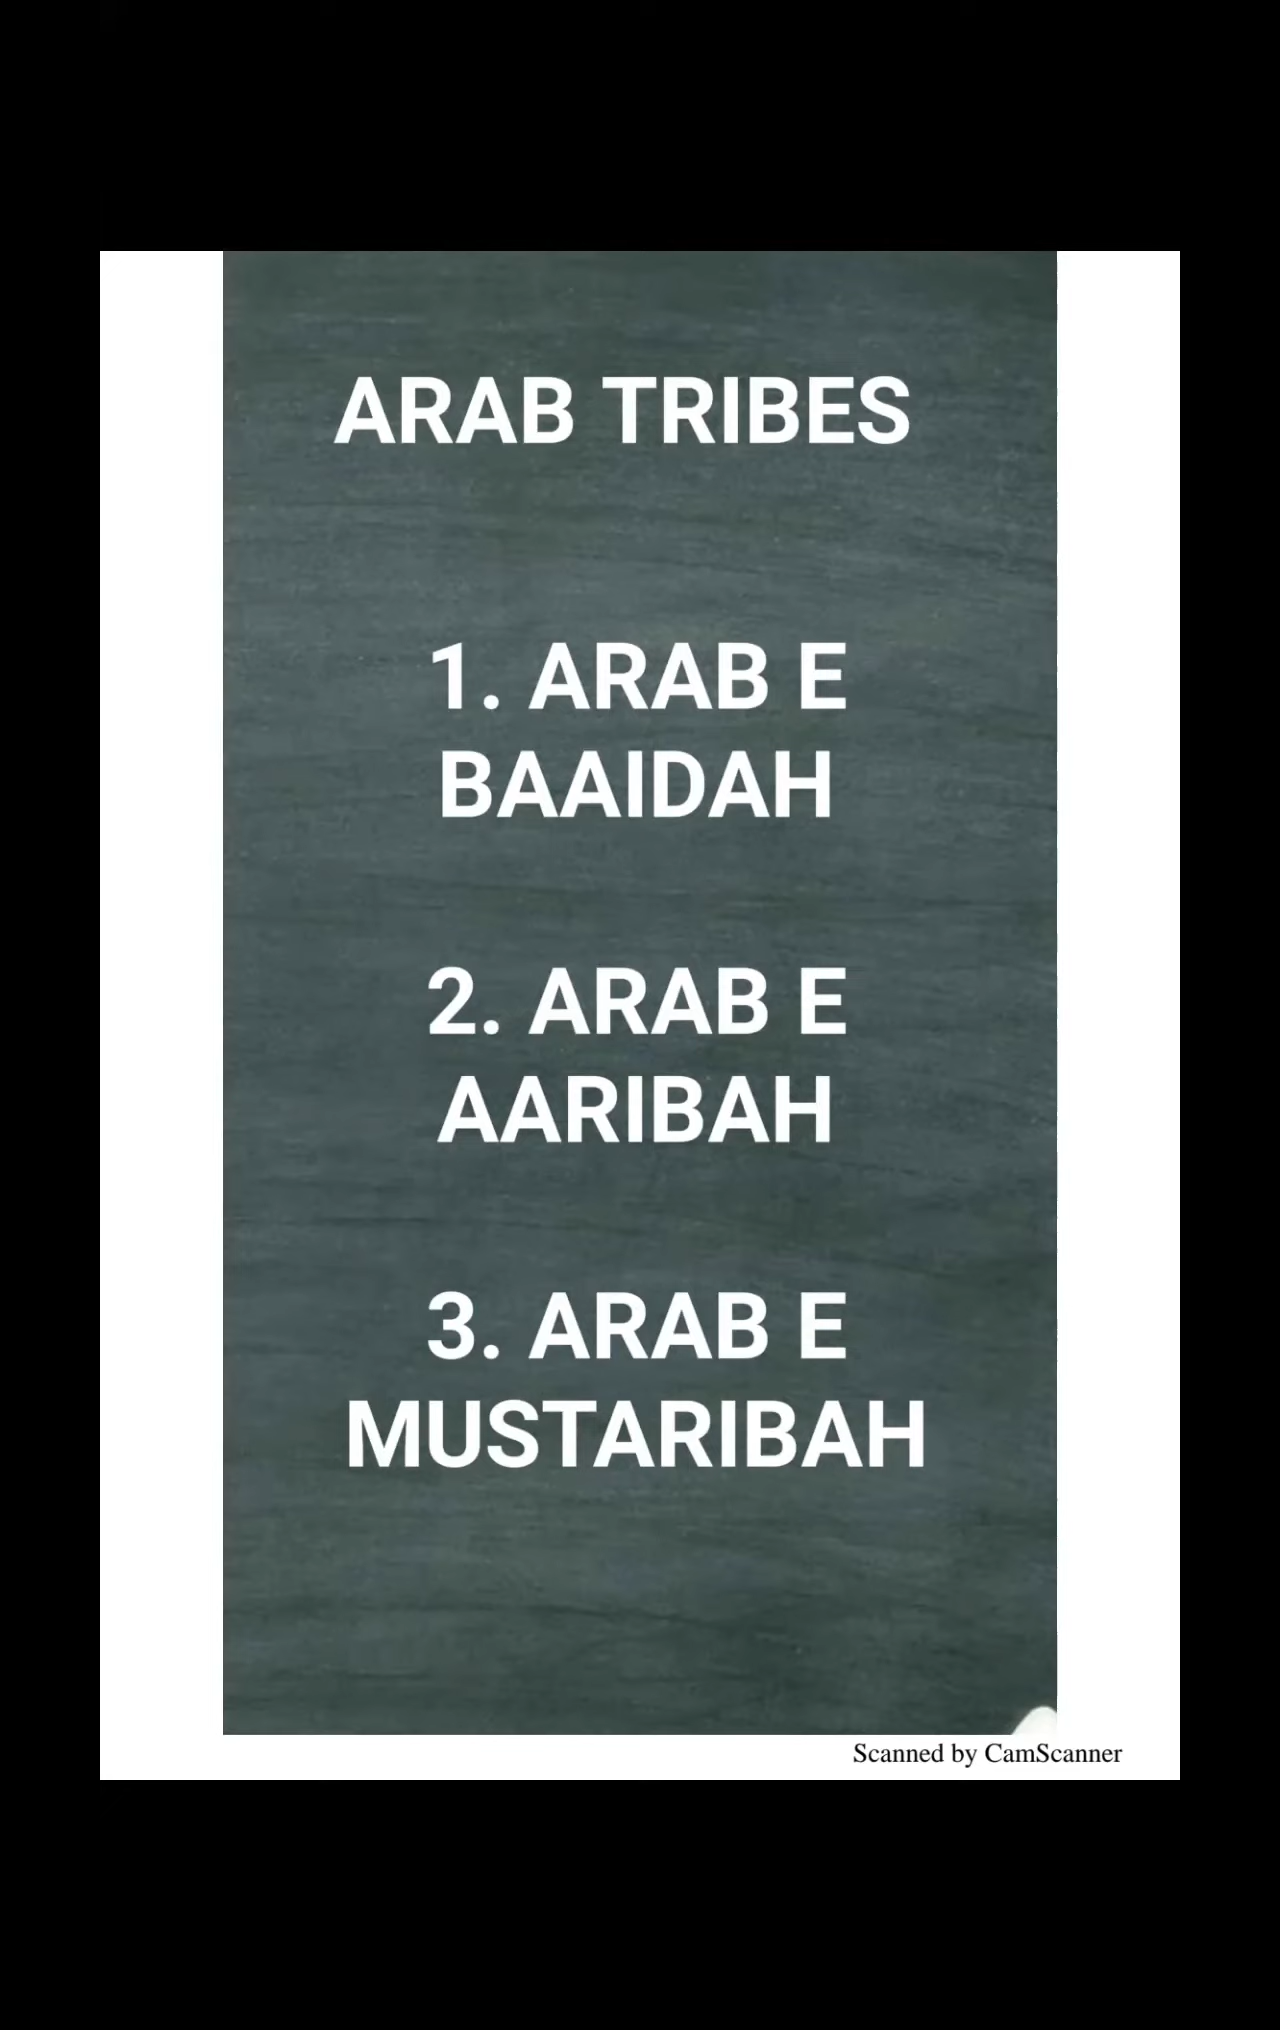 ARAB TRIBES
1. ARAB E
BAAIDAH
2. ARAB E
AARIBAH
3. ARAB E
MUSTARIBAH
Scanned by CamScanner